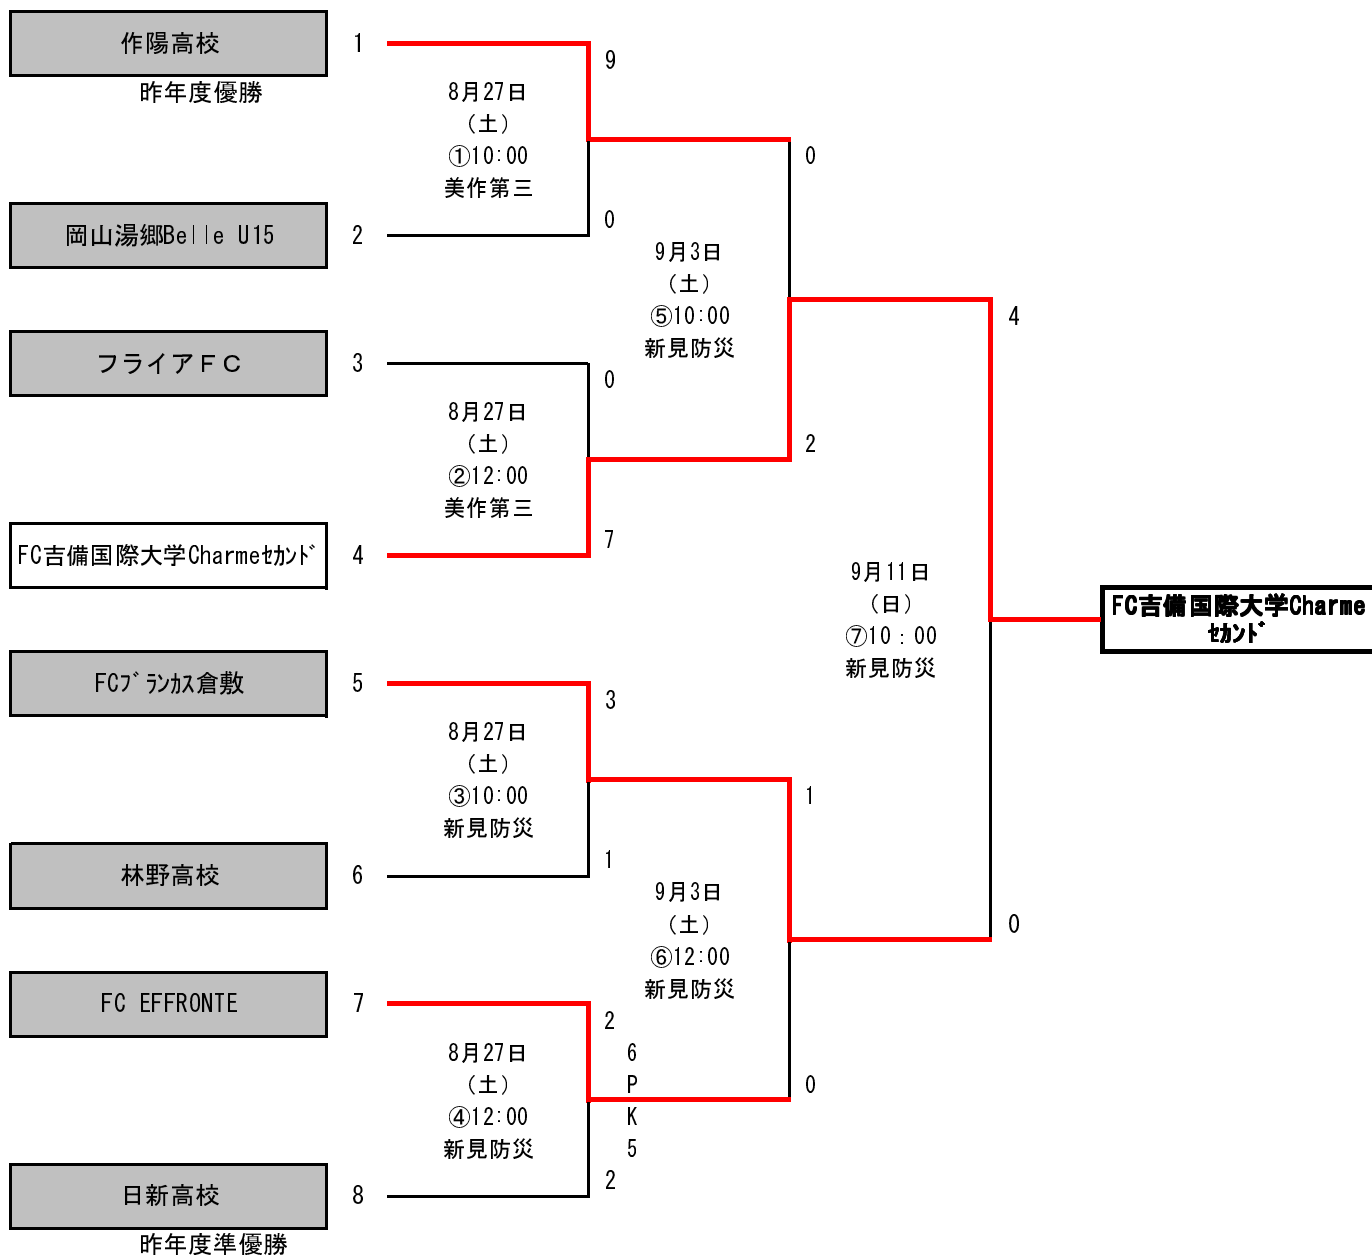 作陽高校
1
昨年度優勝
9
8月27日
（土）
①10:00
美作第三
0
岡山湯郷Belle U15
2
0
9月3日
（土）
⑤10:00
新見防災
フライアＦＣ
3
0
8月27日
（土）
②12:00
美作第三
2
4
FC吉備国際大学Charmeｾｶﾝﾄﾞ
4
7
9月11日
（日）
⑦10：00
新見防災
FC吉備国際大学Charme
ｾｶﾝﾄﾞ
FCﾌﾞﾗﾝｶｽ倉敷
5
3
8月27日
（土）
③10:00
新見防災
1
林野高校
6
1
9月3日
（土）
⑥12:00
新見防災
0
FC EFFRONTE
7
2
8月27日
（土）
④12:00
新見防災
6
P
K
5
0
日新高校
8
2
昨年度準優勝